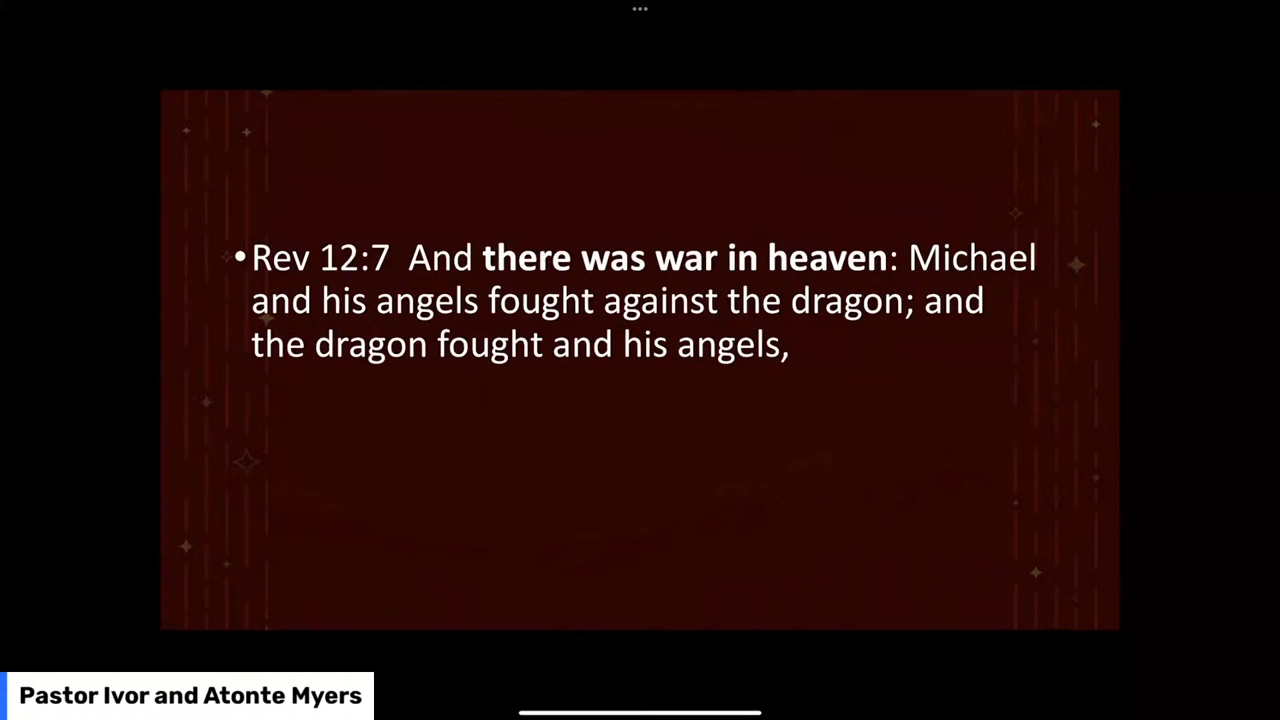 •Rev 12:7  And there was war in heaven: Michael
and his angels fought against the dragon; and
the dragon fought and his angels,
Pastor Ivor and Atonte Myers